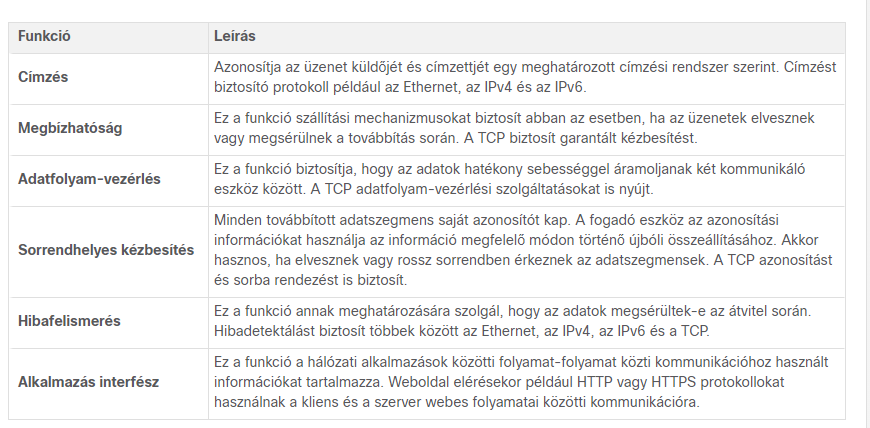 Funkció Leírás
Címzés
Azonosítja az üzenet küldőjét és címzettjét egy meghatározott címzési rendszer szerint. Címzést
biztosító protokoll például az Ethernet, az IPv4 és az IPv6.
Megbízhatóság
Ez a funkció szállítási mechanizmusokat biztosít abban az esetben, ha az üzenetek elvesznek
vagy megsérülnek a továbbítás során. A TCP biztosít garantált kézbesítést.
Adatfolyam-vezérlés
Ez a funkció biztosítja, hogy az adatok hatékony sebességgel áramoljanak két kommunikáló
eszköz között. A TCP adatfolyam-vezérlési szolgáltatásokat is nyújt.
Sorrendhelyes kézbesítés
Minden továbbított adatszegmens saját azonosítót kap. A fogadó eszköz az azonosítási
információkat használja az információ megfelelő módon történő újbóli összeállításához. Akkor
hasznos, ha elvesznek vagy rossz sorrendben érkeznek az adatszegmensek. A TCP azonosítást
és sorba rendezést is biztosít.
Hibafelismerés
Ez a funkció annak meghatározására szolgál, hogy az adatok megsérültek-e az átvitel során.
Hibadetektálást biztosít többek között az Ethernet, az IPv4, az IPv6 és a TCP.
Alkalmazás interfész
Ez a funkció a hálózati alkalmazások közötti folyamat-folyamat közti kommunikációhoz használt
információkat tartalmazza. Weboldal elérésekor például HTTP vagy HTTPS protokollokat
használnak a kliens és a szerver webes folyamatai közötti kommunikációra.